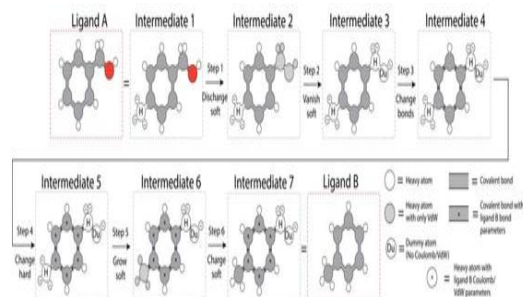 Ligand A
Intermediate 1
Intermediate 2
Intermediate 3
Intermediate 4
Step 1
Discharge
soft
Step 2
Vanish
soft
Step 3
Change
bonds
Intermediate 5
Intermediate 6
Intermediate 7
Ligand B
Step 4
Change
hard
Step 5
Grow
soft
Step 6
Charge
soft
Heavy atom
Covalent bond
Heavy atom
with only VdW
Covalent bond with
ligand B bond
parameters
Du
Dummy atom
(No Coulomb/VdW)
Heavy atom with
ligand B Coulomb/
VdW parameters